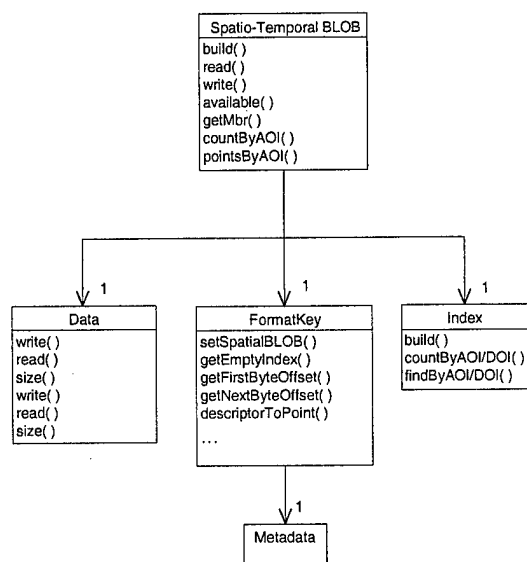 Spatio-Temporal BLOB
build( )
read( )
write( )
available( )
getMbr( )
countByAOI( )
pointsByAOI( )
1
1
1
Data
write( )
read( )
size( )
write( )
read( )
size( )
FormatKey
setSpatialBLOB( )
getEmptyIndex( )
getFirstByteOffset( )
getNextByteOffset( )
descriptorToPoint( )
...
Index
build( )
countByAOI/DOI( )
findByAOI/DOI( )
1
Metadata